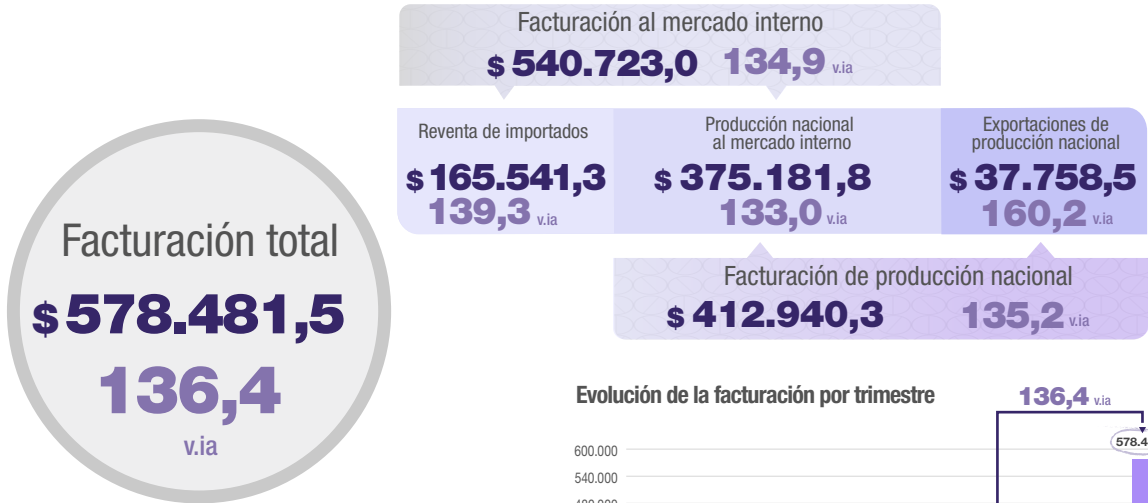 Facturación al mercado interno
$ 540.723,0 134,9 v.ia
Reventa de importados
$ 165.541,3
139,3 v.ia
Producción nacional
al mercado interno
$ 375.181,8
133,0 v.ia
Exportaciones de
producción nacional
$ 37.758,5
160,2 v.ia
Facturación de producción nacional
$ 412.940,3 135,2 v.ia
Facturación total
$ 578.481,5
136,4
v.ia
Evolución de la facturación por trimestre
136,4 v.ia
578.4
600.000
540.000